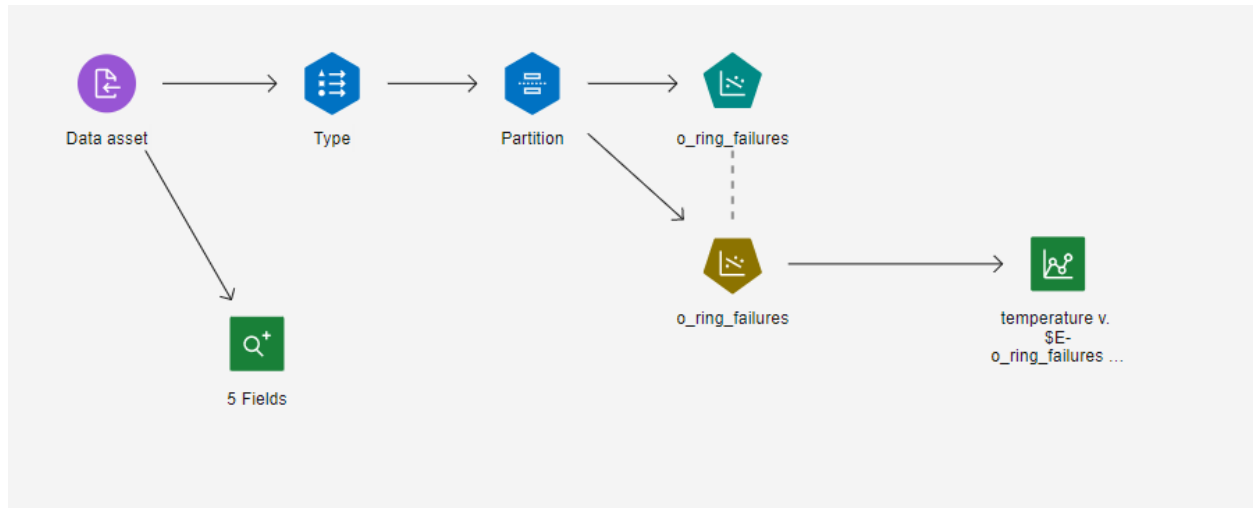 Data asset
Type
Partition
o_ring_failures
o_ring_failures
temperature v.
$E-
o_ring_failures ...
5 Fields